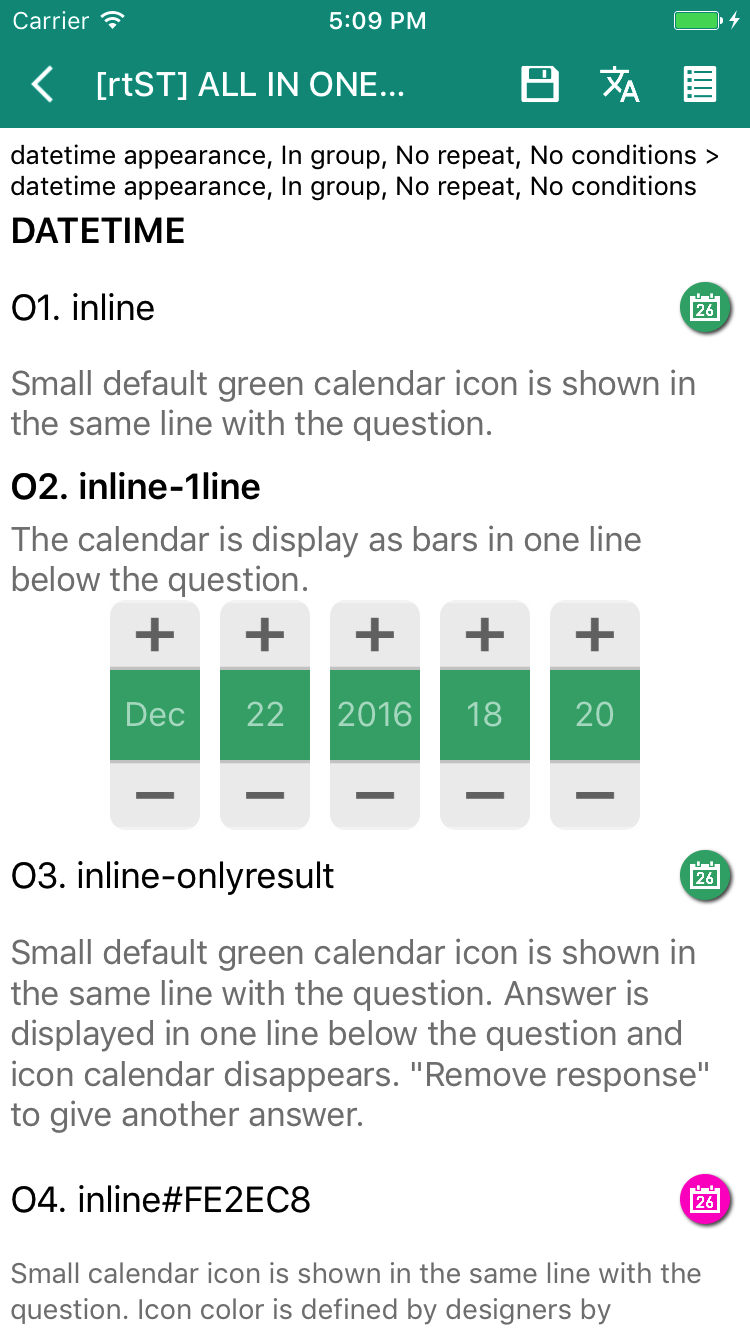 Carrier 5:09 PM
[rtST] ALL IN ONE...
datetime appearance, In group, No repeat, No conditions >
datetime appearance, In group, No repeat, No conditions
DATETIME
O1. inline
26
Small default green calendar icon is shown in
the same line with the question.
O2. inline-1line
The calendar is display as bars in one line
below the question.
+ + + + +
Dec 22 2016 18 20
− − − − −
O3. inline-onlyresult
26
Small default green calendar icon is shown in
the same line with the question. Answer is
displayed in one line below the question and
icon calendar disappears. "Remove response"
to give another answer.
O4. inline#FE2EC8
26
Small calendar icon is shown in the same line with the
question. Icon color is defined by designers by